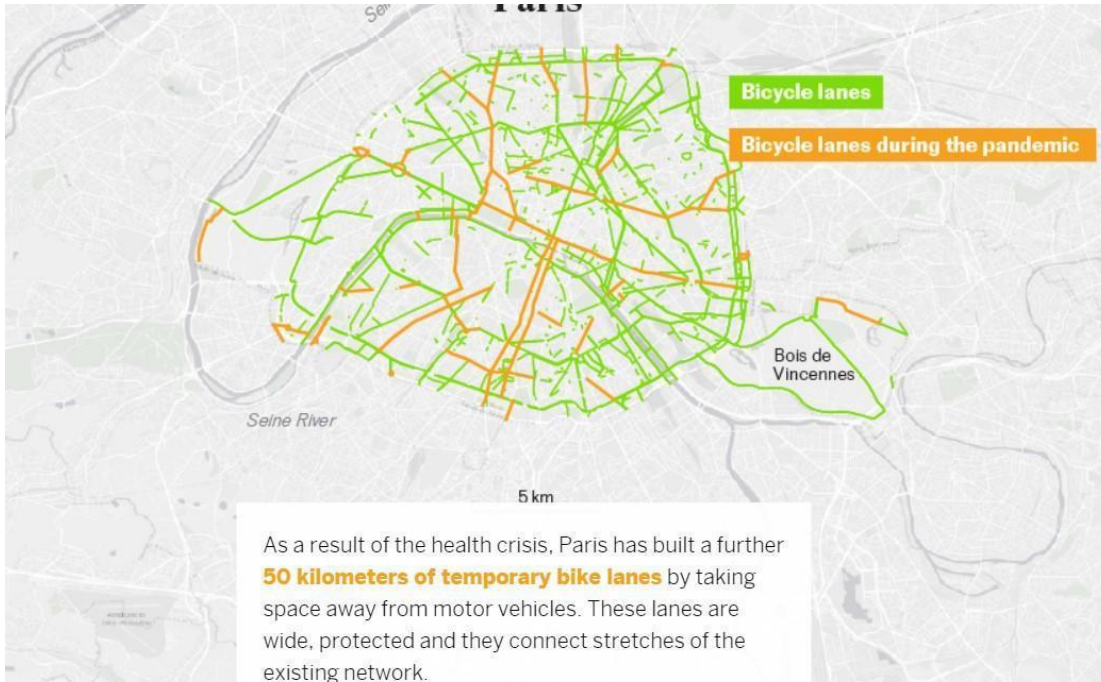 Paris
Sei
Bicycle lanes
Bicycle lanes during the pandemic
Bois de
Vincennes
Seine River
5 km
As a result of the health crisis, Paris has built a further
50 kilometers of temporary bike lanes by taking
space away from motor vehicles. These lanes are
wide, protected and they connect stretches of the
existing network.